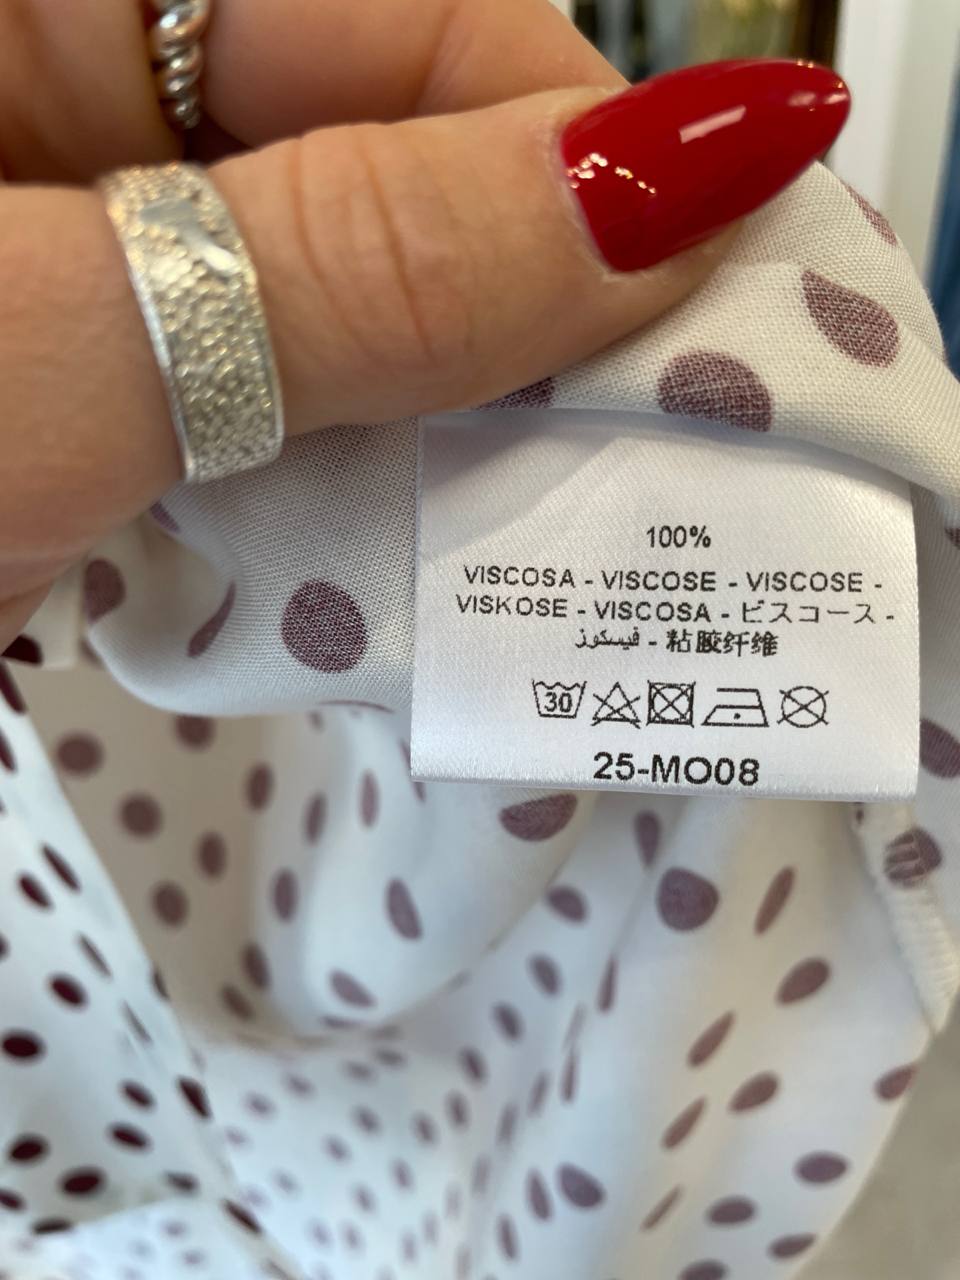 100%
VISCOSA - VISCOSE - VISCOSE -
VISKOSE - VISCOSA - ビスコース -
فيسكوز - 粘胶纤维
30
25-MO08